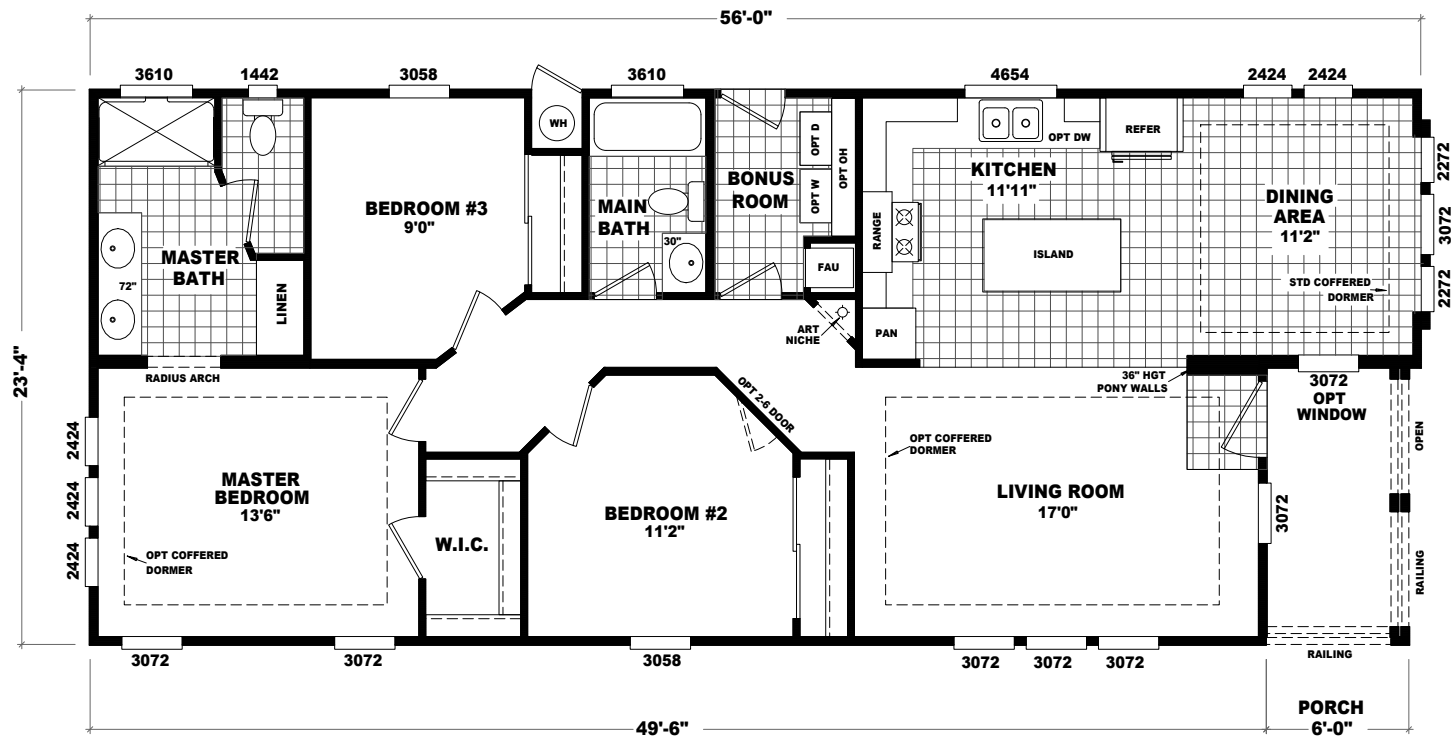 56'-0"
3610
1442
3058
3610
4654
2424
2424
WH
OPT D
OPT OH
OPT W
OPT DW
REFER
KITCHEN
11'11"
BONUS
ROOM
MAIN
BATH
30"
BEDROOM #3
9'0"
RANGE
ISLAND
DINING
AREA
11'2"
2272
3072
2272
MASTER
BATH
72"
LINEN
FAU
STD COFFERED
DORMER
ART
NICHE
PAN
23'-4"
RADIUS ARCH
36" HGT
PONY WALLS
3072
OPT
WINDOW
OPT 2-6 DOOR
OPEN
2424
2424
2424
MASTER
BEDROOM
13'6"
OPT COFFERED
DORMER
W.I.C.
BEDROOM #2
11'2"
OPT COFFERED
DORMER
LIVING ROOM
17'0"
3072
RAILING
3072
3072
3058
3072
3072
3072
RAILING
49'-6"
PORCH
6'-0"